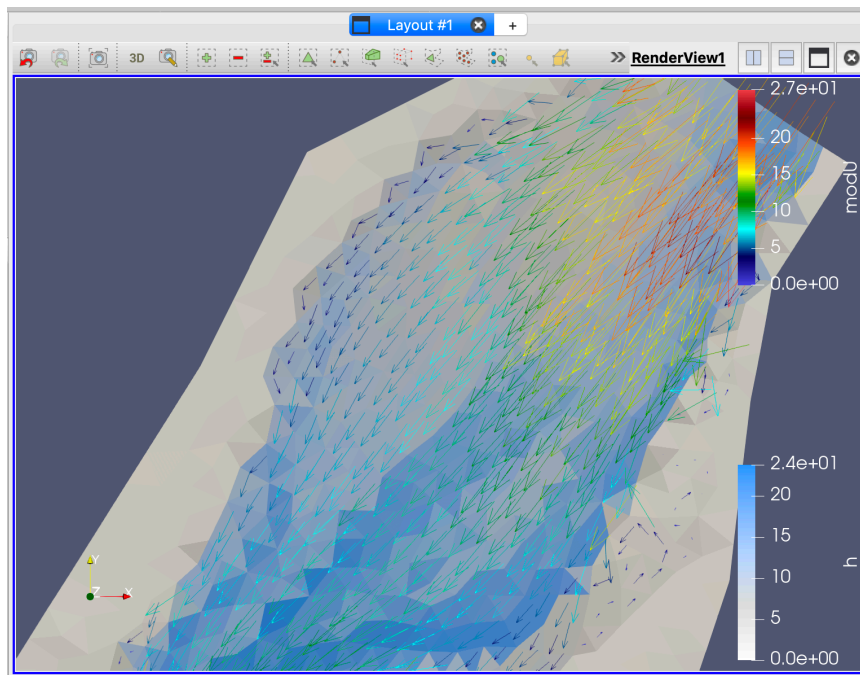 Layout #1
+
3D
RenderView1
2.7e+01
20
15
10
5
0.0e+00
modU
2.4e+01
20
15
10
5
0.0e+00
h
Y
Z
X